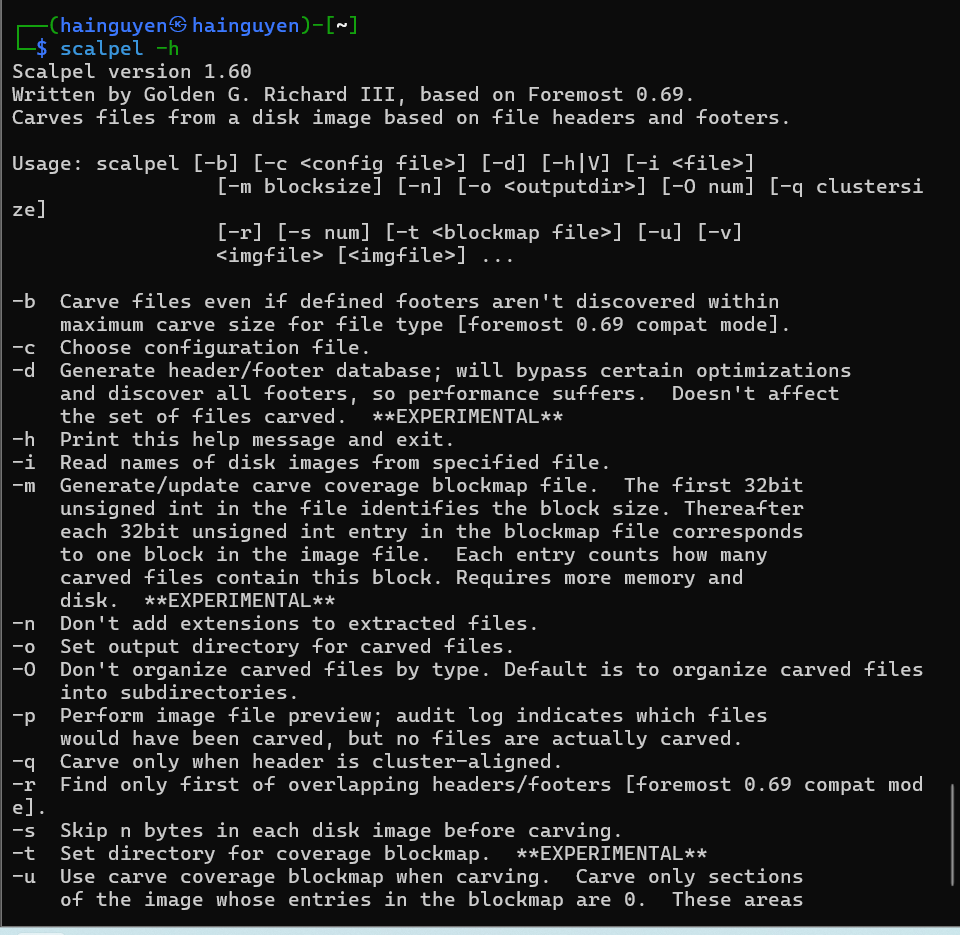 ┌──(hainguyen㉿hainguyen)-[~]
└─$ scalpel -h
Scalpel version 1.60
Written by Golden G. Richard III, based on Foremost 0.69.
Carves files from a disk image based on file headers and footers.

Usage: scalpel [-b] [-c <config file>] [-d] [-h|V] [-i <file>]
                 [-m blocksize] [-n] [-o <outputdir>] [-O num] [-q clustersi
ze]
                 [-r] [-s num] [-t <blockmap file>] [-u] [-v]
                 <imgfile> [<imgfile>] ...

-b  Carve files even if defined footers aren't discovered within
    maximum carve size for file type [foremost 0.69 compat mode].
-c  Choose configuration file.
-d  Generate header/footer database; will bypass certain optimizations
    and discover all footers, so performance suffers.  Doesn't affect
    the set of files carved.  **EXPERIMENTAL**
-h  Print this help message and exit.
-i  Read names of disk images from specified file.
-m  Generate/update carve coverage blockmap file.  The first 32bit
    unsigned int in the file identifies the block size. Thereafter
    each 32bit unsigned int entry in the blockmap file corresponds
    to one block in the image file.  Each entry counts how many
    carved files contain this block. Requires more memory and
    disk.  **EXPERIMENTAL**
-n  Don't add extensions to extracted files.
-o  Set output directory for carved files.
-O  Don't organize carved files by type. Default is to organize carved files
    into subdirectories.
-p  Perform image file preview; audit log indicates which files
    would have been carved, but no files are actually carved.
-q  Carve only when header is cluster-aligned.
-r  Find only first of overlapping headers/footers [foremost 0.69 compat mod
e].
-s  Skip n bytes in each disk image before carving.
-t  Set directory for coverage blockmap.  **EXPERIMENTAL**
-u  Use carve coverage blockmap when carving.  Carve only sections
    of the image whose entries in the blockmap are 0.  These areas